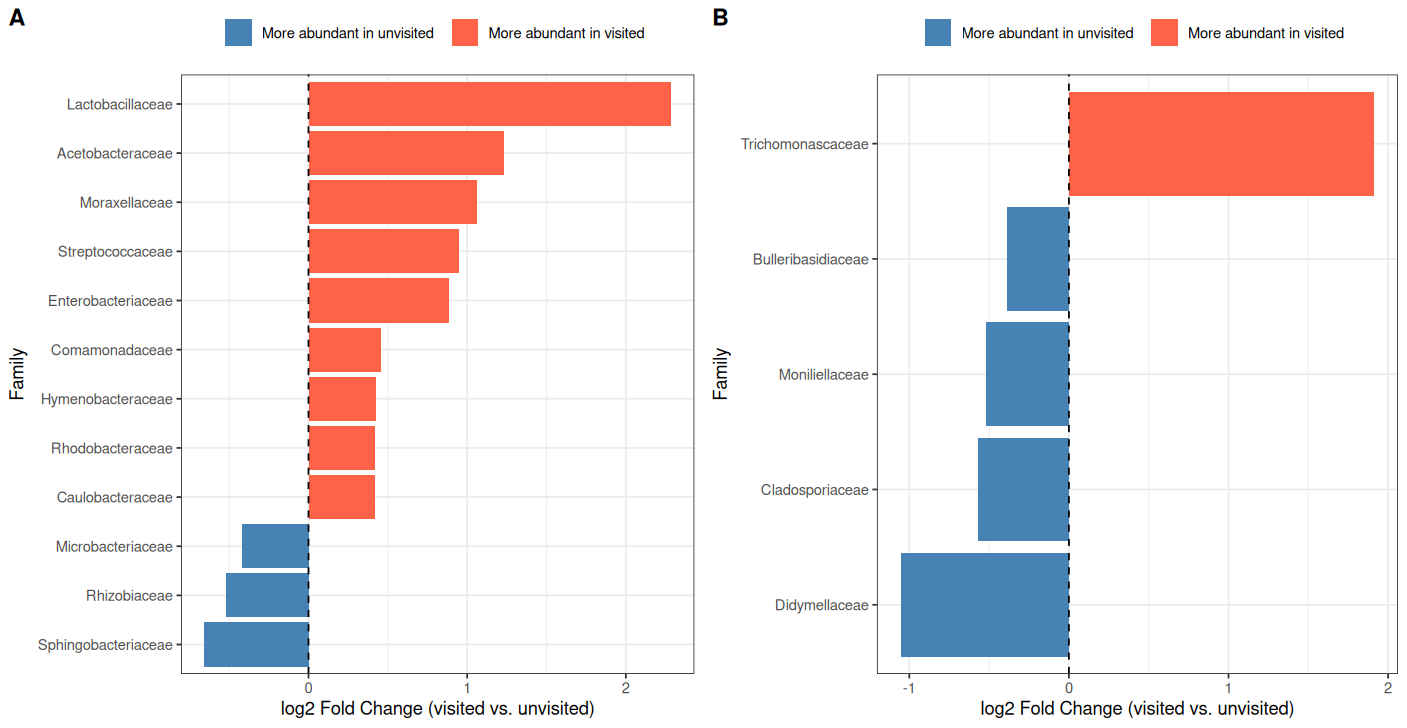 A
More abundant in unvisited
More abundant in visited
Family
Lactobacillaceae
Acetobacteraceae
Moraxellaceae
Streptococcaceae
Enterobacteriaceae
Comamonadaceae
Hymenobacteraceae
Rhodobacteraceae
Caulobacteraceae
Microbacteriaceae
Rhizobiaceae
Sphingobacteriaceae
0 1 2
log2 Fold Change (visited vs. unvisited)
B
More abundant in unvisited
More abundant in visited
Family
Trichomonascaceae
Bulleribasidiaceae
Moniliellaceae
Cladosporiaceae
Didymellaceae
-1 0 1 2
log2 Fold Change (visited vs. unvisited)